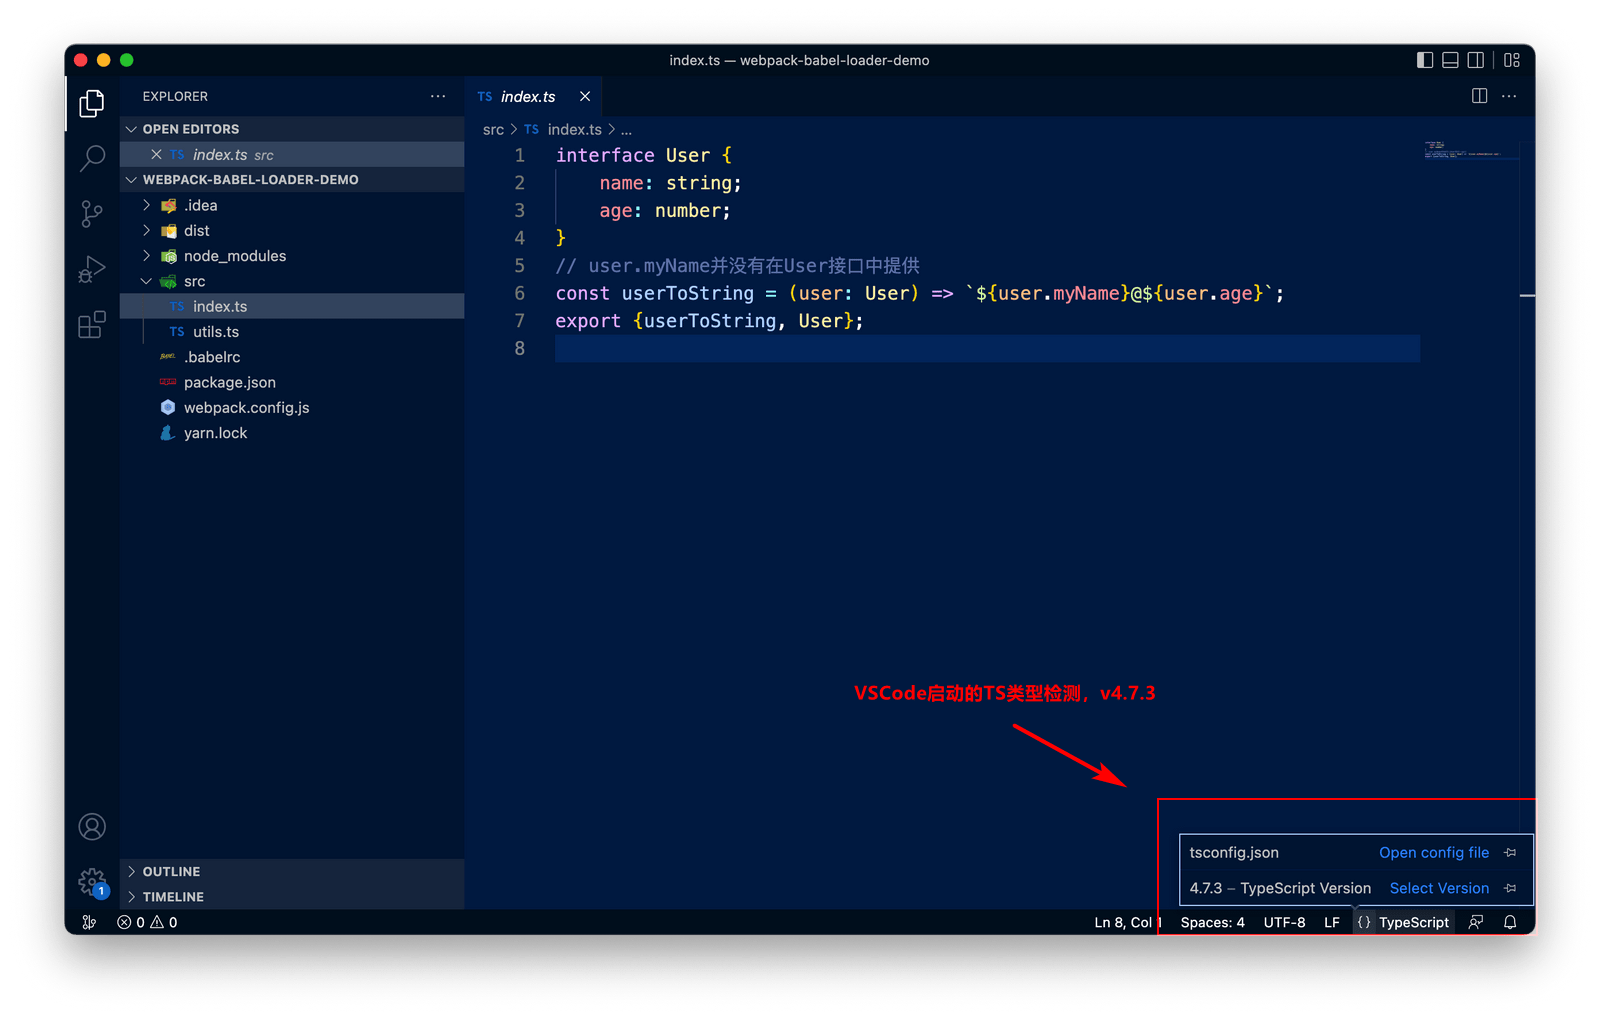 index.ts — webpack-babel-loader-demo
EXPLORER
OPEN EDITORS
TS index.ts src
WEBPACK-BABEL-LOADER-DEMO
.idea
dist
node_modules
src
TS index.ts
TS utils.ts
.babelrc
package.json
webpack.config.js
yarn.lock
OUTLINE
TIMELINE
TS index.ts
src > TS index.ts > ...
1 interface User {
2 name: string;
3 age: number;
4 }
5 // user.myName并没有在User接口中提供
6 const userToString = (user: User) => `${user.myName}@${user.age}`;
7 export {userToString, User};
8
VSCode启动的TS类型检测，v4.7.3
tsconfig.json Open config file
4.7.3 – TypeScript Version Select Version
1
0 0 Ln 8, Col 1 Spaces: 4 UTF-8 LF {} TypeScript